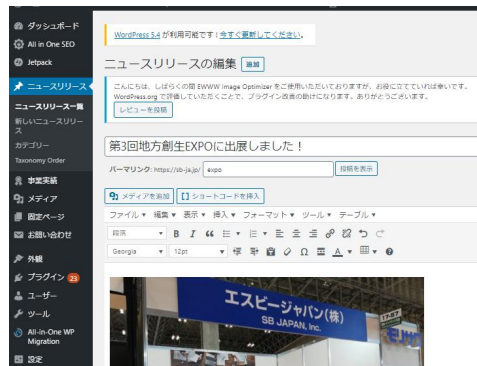 ダッシュボード
All in One SEO
Jetpack
ニュースリリース
ニュースリリース一覧
新しいニュースリリー
ス
カテゴリー
Taxonomy Order
事業実績
メディア
固定ページ
お問い合わせ
外観
プラグイン 23
ユーザー
ツール
All-in-One WP
Migration
設定
WordPress 5.4 が利用可能です ! 今すぐ更新してください。
ニュースリリースの編集 追加
こんにちは、しばらくの間 EWWW Image Optimizer をご使用いただいておりますが、お役に立てていれば幸いです。
WordPress.org で評価していただくことで、プラグイン改善の助けになります。ありがとうございます。
レビューを投稿
第3回地方創生EXPOに出展しました！
パーマリンク: https://sb-ja.jp/ expo 投稿を表示
メディアを追加 [ ] ショートコードを挿入
ファイル 編集 表示 挿入 フォーマット ツール テーブル
段落 B I
Georgia 12pt Ω A
エスビージャパン(株)
SB JAPAN, Inc.
17-67
モリサワ